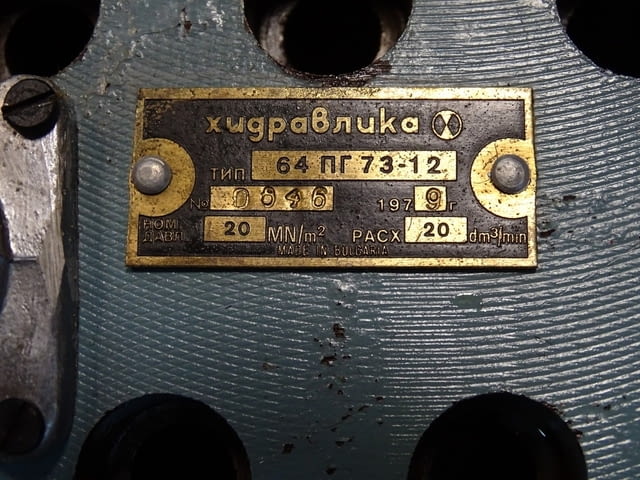 хидравлика
ТИП 64 ПГ 73-12
№ 0646 1979 г
НОМ. ДАВЛ. 20 MN/m² РАСХ 20 dm³/min
MADE IN BULGARIA